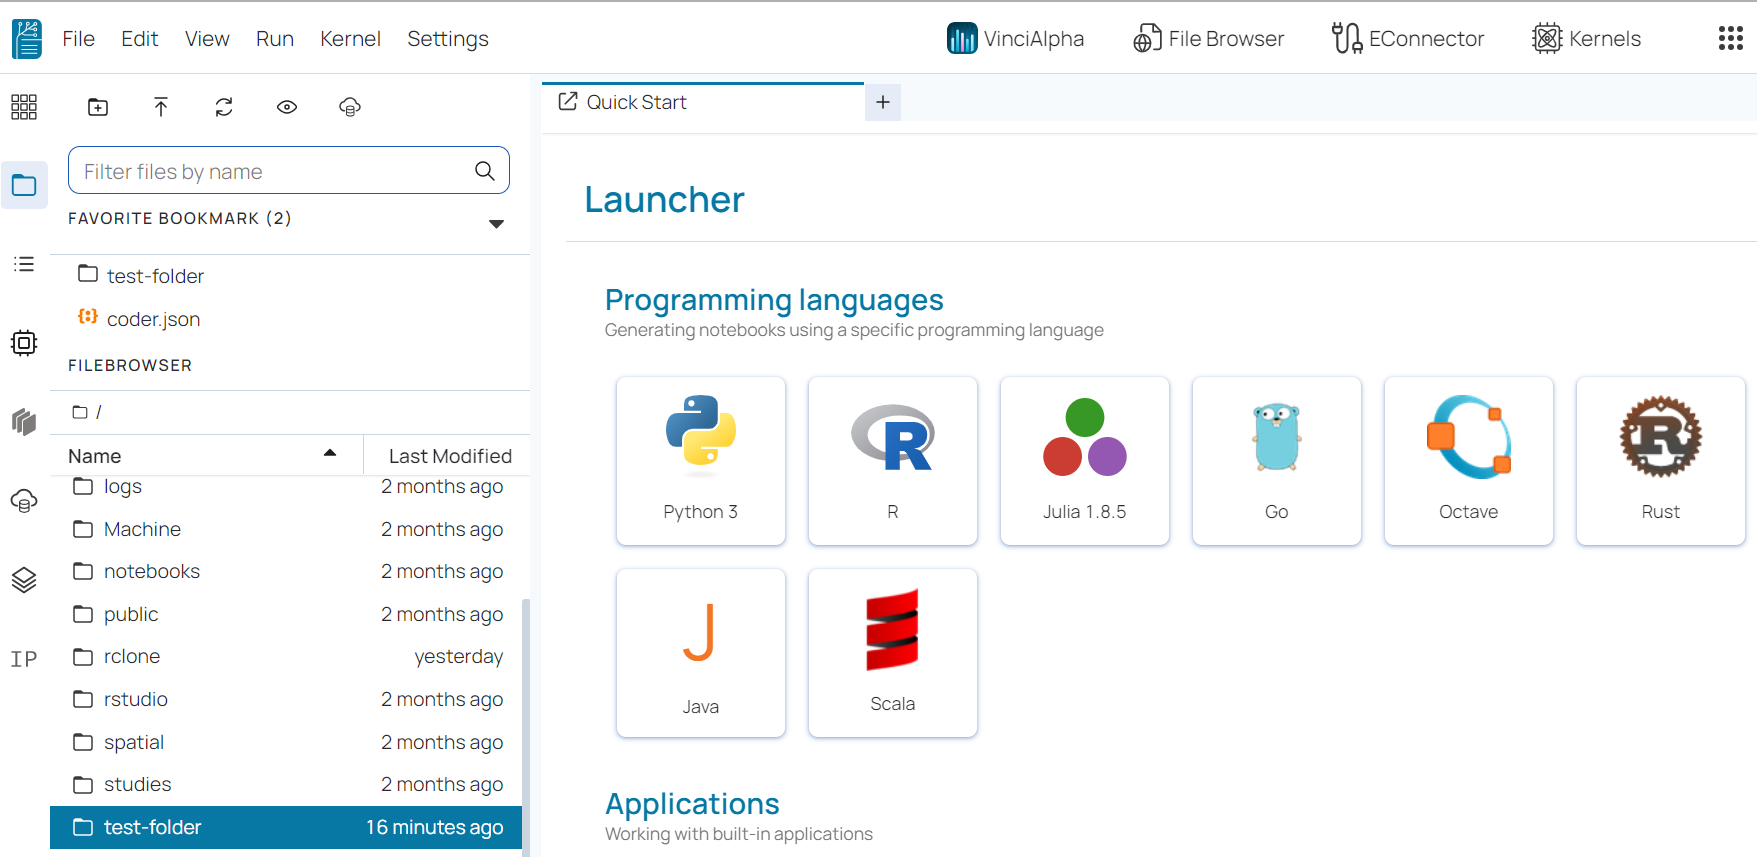 File Edit View Run Kernel Settings VinciAlpha File Browser EConnector Kernels
Quick Start +
Filter files by name
FAVORITE BOOKMARK (2)
test-folder
coder.json
FILEBROWSER
/
Name Last Modified
logs 2 months ago
Machine 2 months ago
notebooks 2 months ago
public 2 months ago
rclone yesterday
rstudio 2 months ago
spatial 2 months ago
studies 2 months ago
test-folder 16 minutes ago
IP
Launcher
Programming languages
Generating notebooks using a specific programming language
Python 3 R Julia 1.8.5 Go Octave Rust
Java Scala
Applications
Working with built-in applications